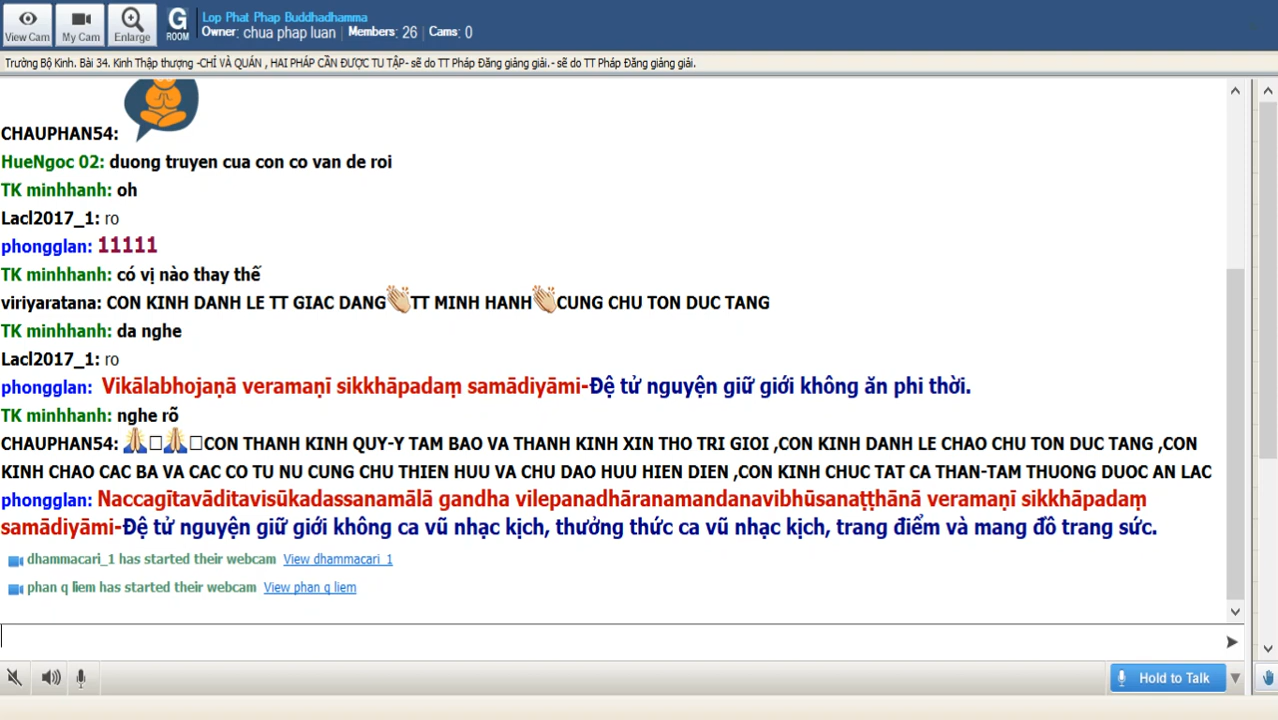 Lop Phat Phap Buddhadhamma
Owner: chua phap luan | Members: 26 | Cams: 0
View Cam
My Cam
Enlarge
G
ROOM
Trường Bộ Kinh. Bài 34. Kinh Thập thượng -CHỈ VÀ QUÁN , HAI PHÁP CẦN ĐƯỢC TU TẬP- sẽ do TT Pháp Đăng giảng giải.- sẽ do TT Pháp Đăng giảng giải.
CHAUPHAN54:
HueNgoc 02: duong truyen cua con co van de roi
TK minhhanh: oh
Lacl2017_1: ro
phongglan: 11111
TK minhhanh: có vị nào thay thế
viriyaratana: CON KINH DANH LE TT GIAC DANG👏TT MINH HANH👏CUNG CHU TON DUC TANG
TK minhhanh: da nghe
Lacl2017_1: ro
phongglan: Vikālabhojaṇā veramaṇī sikkhāpadaṃ samādiyāmi-Đệ tử nguyện giữ giới không ăn phi thời.
TK minhhanh: nghe rõ
CHAUPHAN54: 🙏□🙏□CON THANH KINH QUY-Y TAM BAO VA THANH KINH XIN THO TRI GIOI ,CON KINH DANH LE CHAO CHU TON DUC TANG ,CON
KINH CHAO CAC BA VA CAC CO TU NU CUNG CHU THIEN HUU VA CHU DAO HUU HIEN DIEN ,CON KINH CHUC TAT CA THAN-TAM THUONG DUOC AN LAC
phongglan: Naccagītavāditavisūkadassanamālā gandha vilepanadhāranamandanavibhūsanaṭṭhānā veramaṇī sikkhāpadaṃ
samādiyāmi-Đệ tử nguyện giữ giới không ca vũ nhạc kịch, thưởng thức ca vũ nhạc kịch, trang điểm và mang đồ trang sức.
dhammacari_1 has started their webcam View dhammacari_1
phan q liem has started their webcam View phan q liem
Hold to Talk